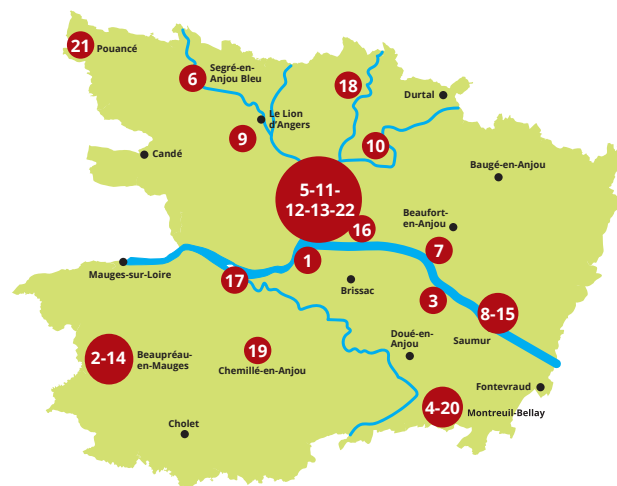 21
Pouancé
6
Segré-en-
Anjou Bleu
18
Durtal
Le Lion
d'Angers
9
10
Candé
Baugé-en-Anjou
5-11-
12-13-22
16
Beaufort-
en-Anjou
7
1
Mauges-sur-Loire
17
Brissac
3
8-15
Saumur
Doué-en-
Anjou
2-14
Beaupréau-
en-Mauges
19
Chemillé-en-Anjou
Fontevraud
4-20
Montreuil-Bellay
Cholet